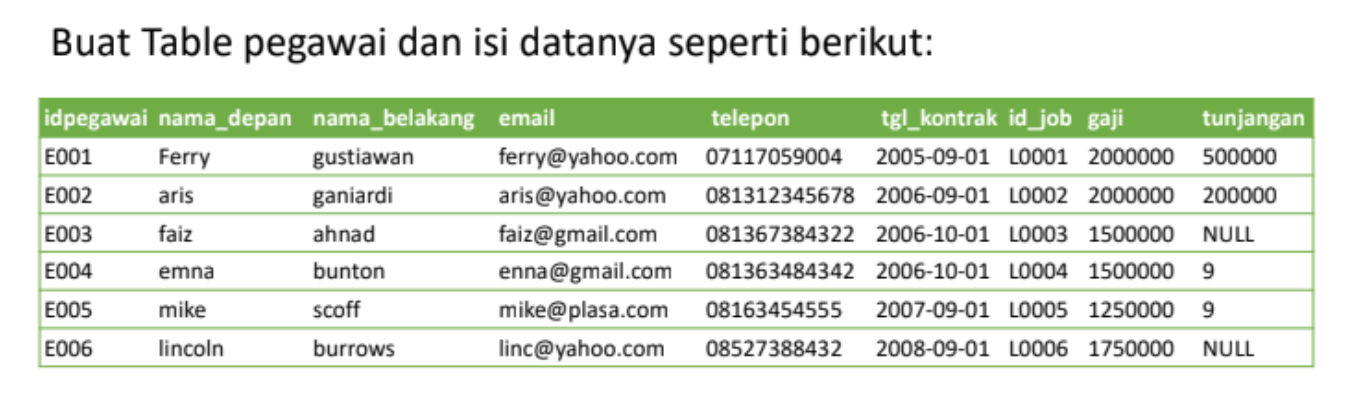 Buat Table pegawai dan isi datanya seperti berikut:
idpegawai nama_depan nama_belakang email telepon tgl_kontrak id_job gaji tunjangan
E001 Ferry gustiawan ferry@yahoo.com 07117059004 2005-09-01 L0001 2000000 500000
E002 aris ganiardi aris@yahoo.com 081312345678 2006-09-01 L0002 2000000 200000
E003 faiz ahnad faiz@gmail.com 081367384322 2006-10-01 L0003 1500000 NULL
E004 emna bunton enna@gmail.com 081363484342 2006-10-01 L0004 1500000 9
E005 mike scoff mike@plasa.com 08163454555 2007-09-01 L0005 1250000 9
E006 lincoln burrows linc@yahoo.com 08527388432 2008-09-01 L0006 1750000 NULL